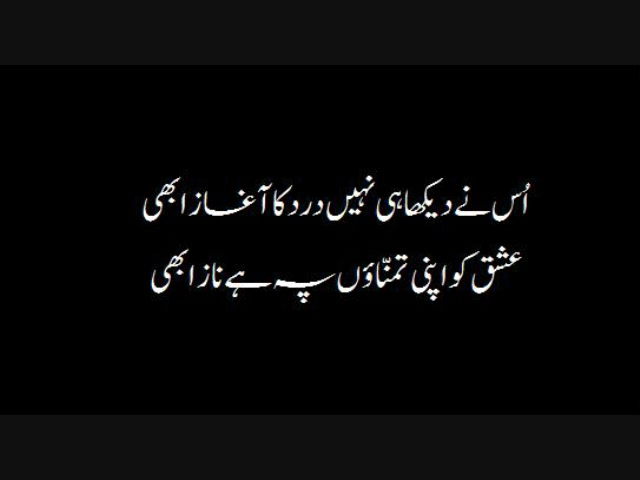 اُس نے دیکھا ہی نہیں درد کا آغاز ابھی
عشق کو اپنی تمنّاؤں پہ ہے ناز ابھی